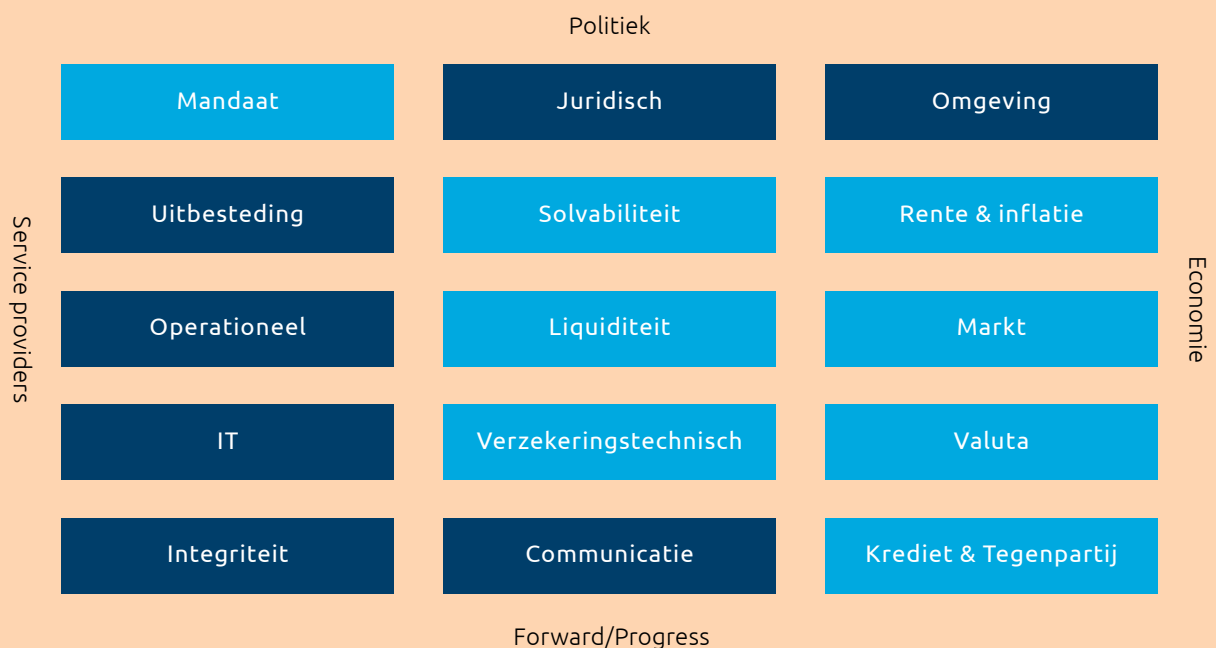 Politiek
Mandaat
Juridisch
Omgeving
Uitbesteding
Solvabiliteit
Rente & inflatie
Service providers
Economie
Operationeel
Liquiditeit
Markt
IT
Verzekeringstechnisch
Valuta
Integriteit
Communicatie
Krediet & Tegenpartij
Forward/Progress